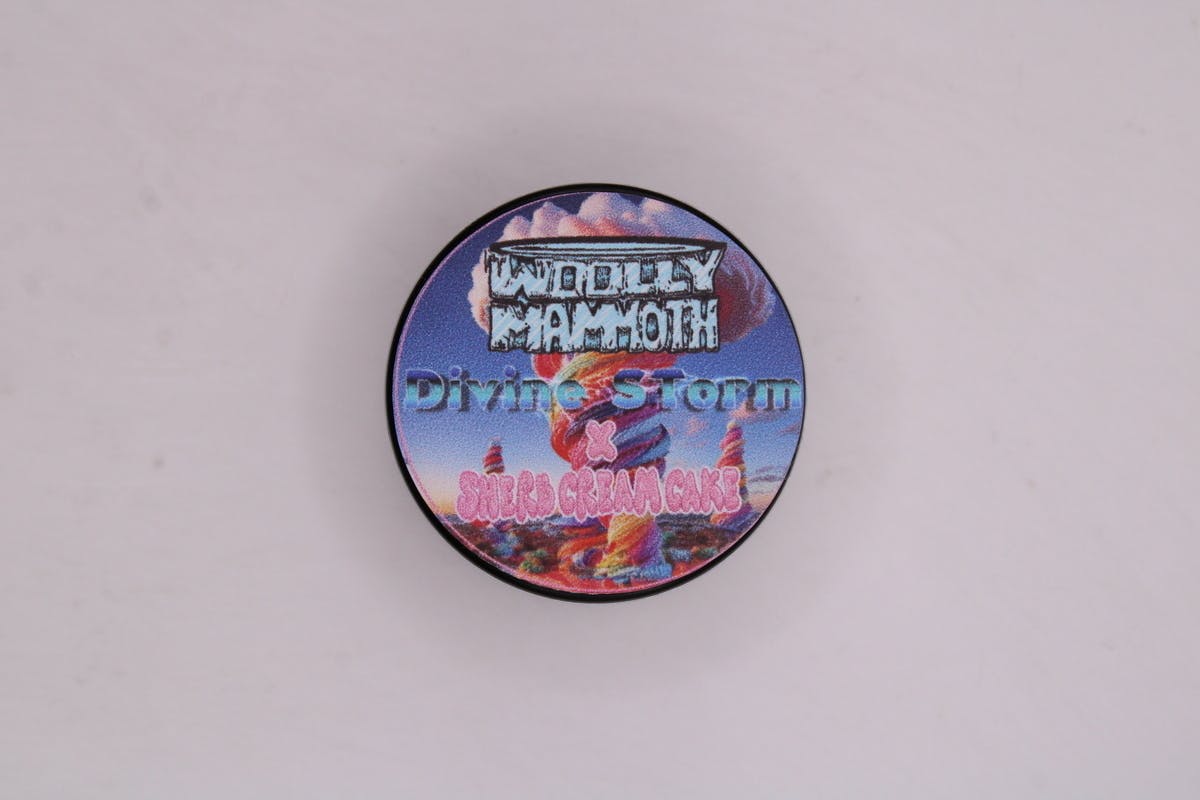 WOOLLY
MAMMOTH
Divine STorm
X
SHERB CREAM CAKE